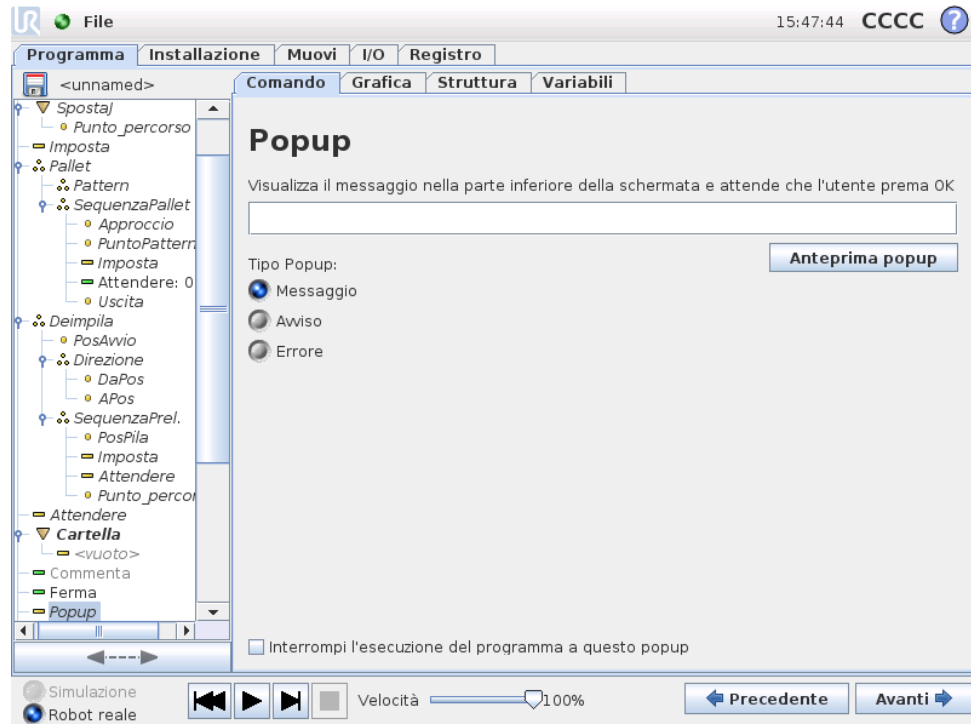 UR File 15:47:44 CCCC ?
Programma Installazione Muovi I/O Registro
<unnamed>
Comando Grafica Struttura Variabili
SpostaJ
Punto_percorso
Imposta
Pallet
Pattern
SequenzaPallet
Approccio
PuntoPattern
Imposta
Attendere: 0
Uscita
Deimpila
PosAvvio
Direzione
DaPos
APos
SequenzaPrel.
PosPila
Imposta
Attendere
Punto_percor
Attendere
Cartella
<vuoto>
Commenta
Ferma
Popup
Popup
Visualizza il messaggio nella parte inferiore della schermata e attende che l'utente prema OK
Anteprima popup
Tipo Popup:
Messaggio
Avviso
Errore
Interrompi l'esecuzione del programma a questo popup
Simulazione
Robot reale
Velocità 100%
Precedente Avanti